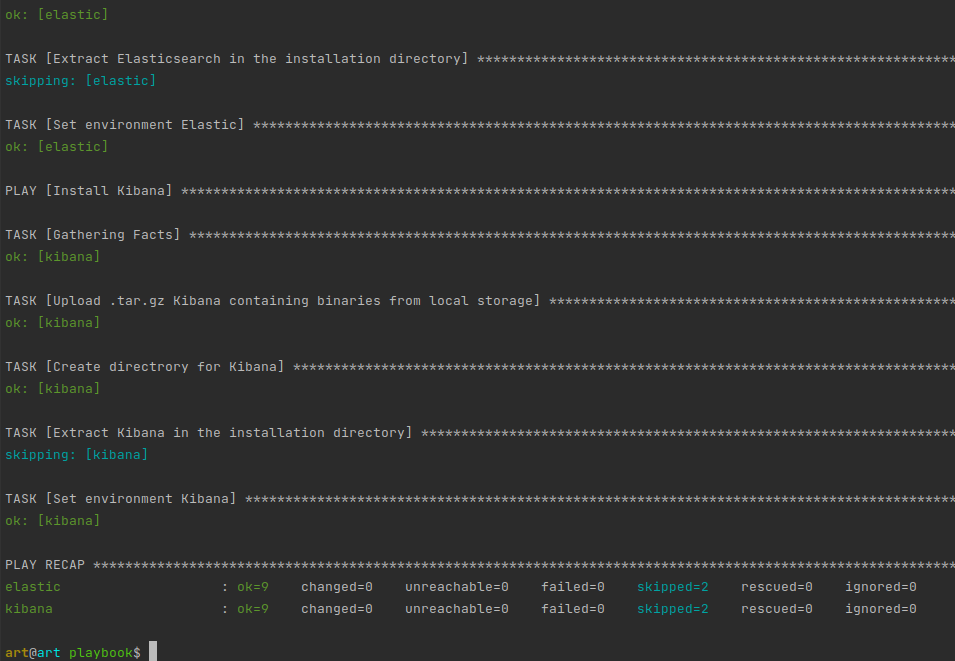 ok: [elastic]
TASK [Extract Elasticsearch in the installation directory] ************************************************************
skipping: [elastic]
TASK [Set environment Elastic] ****************************************************************************************
ok: [elastic]
PLAY [Install Kibana] *************************************************************************************************
TASK [Gathering Facts] ************************************************************************************************
ok: [kibana]
TASK [Upload .tar.gz Kibana containing binaries from local storage] ***************************************************
ok: [kibana]
TASK [Create directrory for Kibana] ***********************************************************************************
ok: [kibana]
TASK [Extract Kibana in the installation directory] *******************************************************************
skipping: [kibana]
TASK [Set environment Kibana] *****************************************************************************************
ok: [kibana]
PLAY RECAP ************************************************************************************************************
elastic                    : ok=9    changed=0    unreachable=0    failed=0    skipped=2    rescued=0    ignored=0
kibana                     : ok=9    changed=0    unreachable=0    failed=0    skipped=2    rescued=0    ignored=0
art@art playbook$